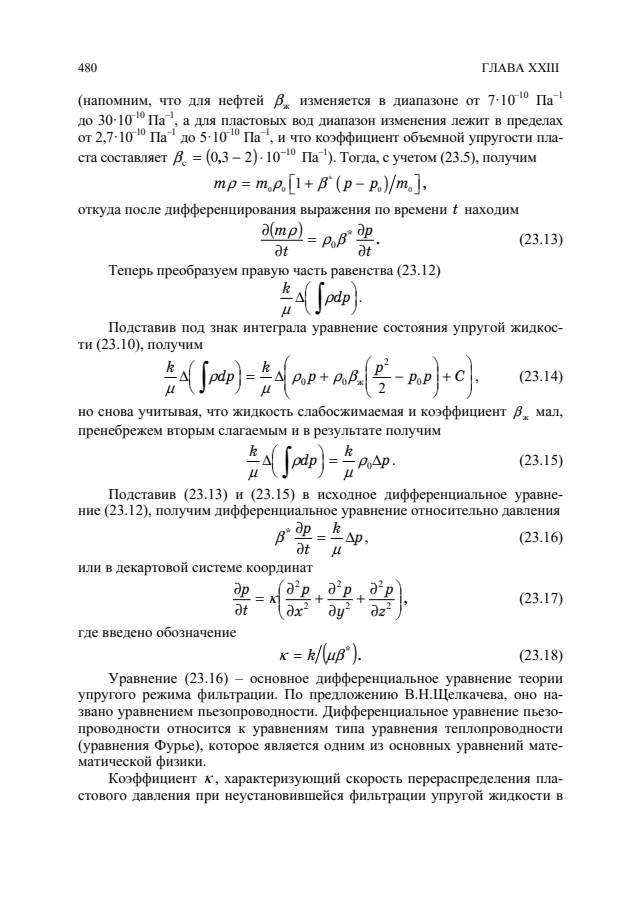 480 ГЛАВА XXIII
(напомним, что для нефтей β_ж изменяется в диапазоне от 7·10⁻¹⁰ Па⁻¹
до 30·10⁻¹⁰ Па⁻¹, а для пластовых вод диапазон изменения лежит в пределах
от 2,7·10⁻¹⁰ Па⁻¹ до 5·10⁻¹⁰ Па⁻¹, и что коэффициент объемной упругости пла-
ста составляет β_с = (0,3 − 2)·10⁻¹⁰ Па⁻¹). Тогда, с учетом (23.5), получим
mρ = m₀ρ₀[1 + β*(p − p₀)/m₀],
откуда после дифференцирования выражения по времени t находим
∂(mρ)/∂t = ρ₀β* ∂p/∂t. (23.13)
Теперь преобразуем правую часть равенства (23.12)
k/μ Δ(∫ρdp).
Подставив под знак интеграла уравнение состояния упругой жидкос-
ти (23.10), получим
k/μ Δ(∫ρdp) = k/μ Δ(ρ₀p + ρ₀β_ж(p²/2 − p₀p) + C), (23.14)
но снова учитывая, что жидкость слабосжимаемая и коэффициент β_ж мал,
пренебрежем вторым слагаемым и в результате получим
k/μ Δ(∫ρdp) = k/μ ρ₀Δp. (23.15)
Подставив (23.13) и (23.15) в исходное дифференциальное уравне-
ние (23.12), получим дифференциальное уравнение относительно давления
β* ∂p/∂t = k/μ Δp, (23.16)
или в декартовой системе координат
∂p/∂t = κ(∂²p/∂x² + ∂²p/∂y² + ∂²p/∂z²), (23.17)
где введено обозначение
κ = k/(μβ*). (23.18)
Уравнение (23.16) – основное дифференциальное уравнение теории
упругого режима фильтрации. По предложению В.Н.Щелкачева, оно на-
звано уравнением пьезопроводности. Дифференциальное уравнение пьезо-
проводности относится к уравнениям типа уравнения теплопроводности
(уравнения Фурье), которое является одним из основных уравнений мате-
матической физики.
Коэффициент κ, характеризующий скорость перераспределения пла-
стового давления при неустановившейся фильтрации упругой жидкости в